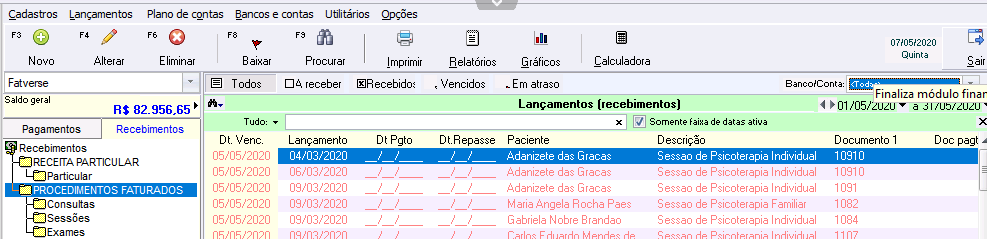 Cadastros Lançamentos Plano de contas Bancos e contas Utilitários Opções
F3 F4 F6 F8 F9
Novo Alterar Eliminar Baixar Procurar Imprimir Relatórios Gráficos Calculadora
07/05/2020
Quinta
Sair
Fatverse
Todos A receber Recebidos Vencidos Em atraso
Banco/Conta: <Todas>
Finaliza módulo finan
Saldo geral
R$ 82.956,65
Lançamentos (recebimentos)
01/05/2020 a 31/05/2020
Pagamentos Recebimentos
Tudo: Somente faixa de datas ativa
Dt. Venc. Lançamento Dt Pgto Dt.Repasse Paciente Descrição Documento 1 Doc pagt
Recebimentos
RECEITA PARTICULAR
Particular
PROCEDIMENTOS FATURADOS
Consultas
Sessões
Exames
05/05/2020 04/03/2020 __/__/____ __/__/____ Adanizete das Gracas Sessao de Psicoterapia Individual 10910
05/05/2020 06/03/2020 __/__/____ __/__/____ Adanizete das Gracas Sessao de Psicoterapia Individual 10910
05/05/2020 09/03/2020 __/__/____ __/__/____ Adanizete das Gracas Sessao de Psicoterapia Individual 1091
05/05/2020 09/03/2020 __/__/____ __/__/____ Maria Angela Rocha Paes Sessao de Psicoterapia Familiar 1082
05/05/2020 09/03/2020 __/__/____ __/__/____ Gabriela Nobre Brandao Sessao de Psicoterapia Individual 1084
05/05/2020 09/03/2020 __/__/____ __/__/____ Carlos Eduardo Mendes de Sessao de Psicoterapia Individual 1107